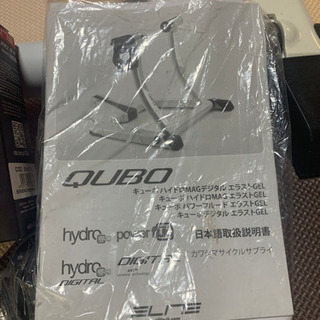 QUBO
キューボ ハイドロMAGデジタル エラストGEL
キューボ ハイドロMAG エラストGEL
キューボ パワーフルード エラストGEL
キューボデジタル エラストGEL
hydro mag power fluid 日本語取扱説明書
hydro mag DIGITAL カワシマサイクルサプライ
DIGITAL
ELITE